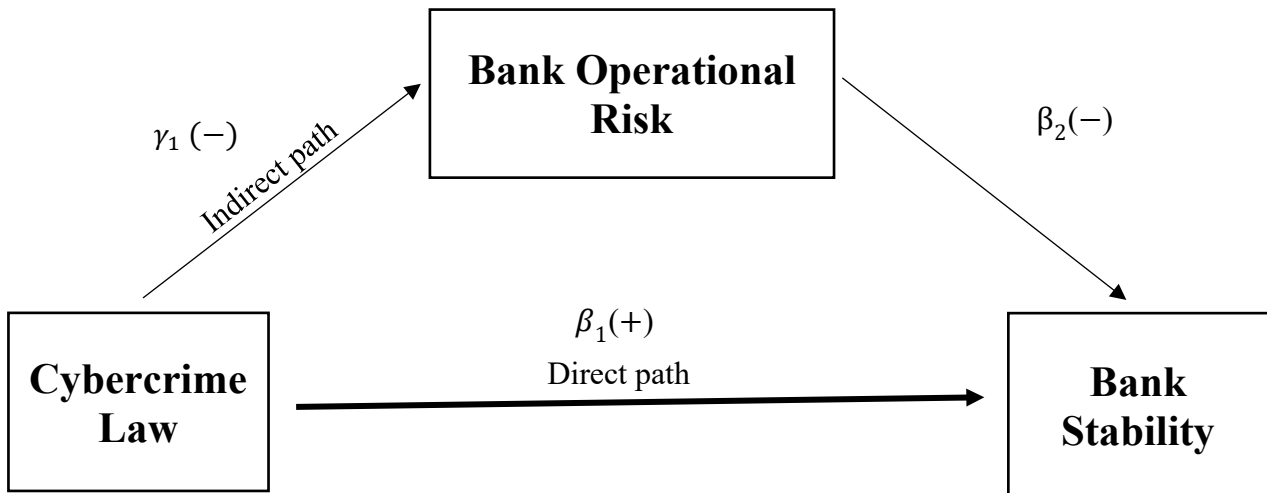 Bank Operational
Risk
γ₁ (−)
Indirect path
β₂(−)
β₁(+)
Direct path
Cybercrime
Law
Bank
Stability